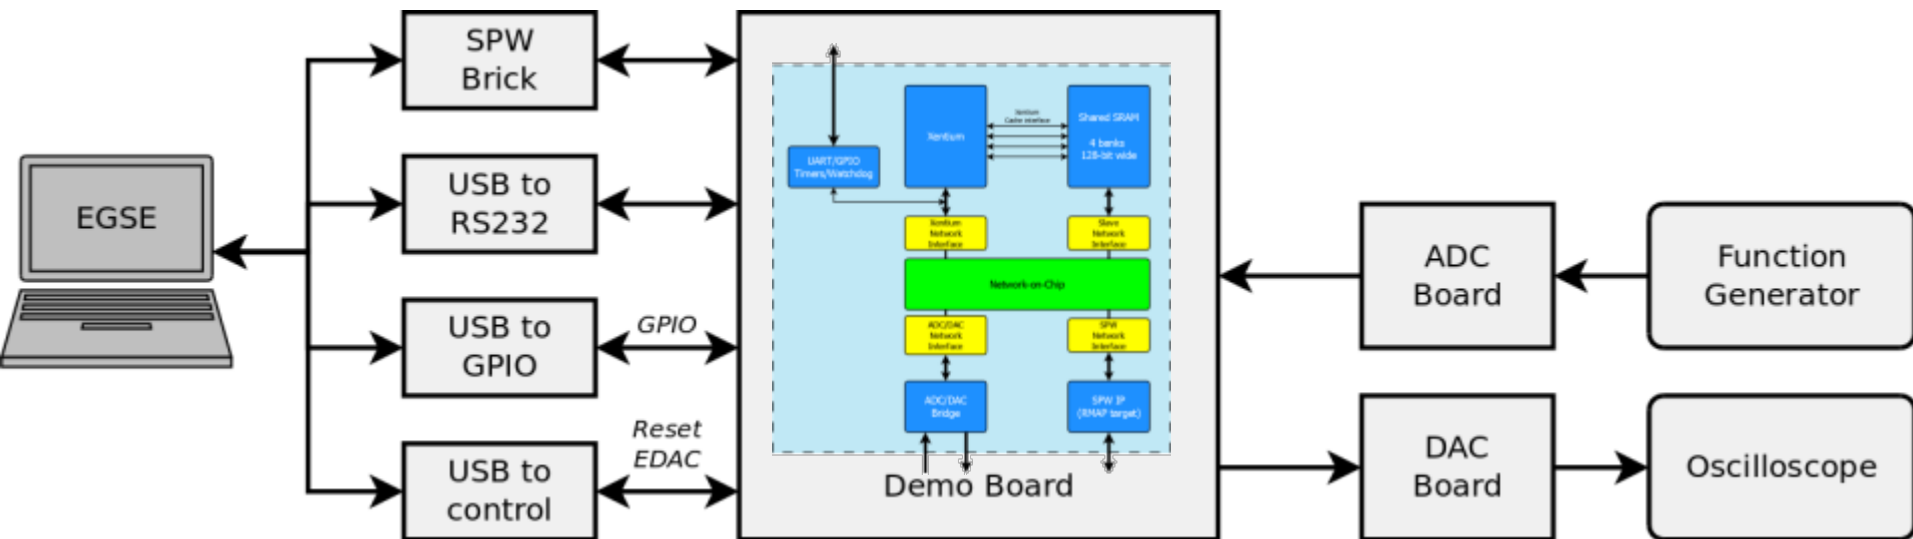 SPW
Brick
EGSE
USB to
RS232
USB to
GPIO
GPIO
USB to
control
Reset
EDAC
Xentium
Xentium
Cache interface
Shared SRAM
4 banks
128-bit wide
UART/GPIO
Timers/Watchdog
Xentium
Network
Interface
Slave
Network
Interface
Network-on-Chip
ADC/DAC
Network
Interface
SPW
Network
Interface
ADC/DAC
Bridge
SPW IP
(RMAP target)
Demo Board
ADC
Board
Function
Generator
DAC
Board
Oscilloscope